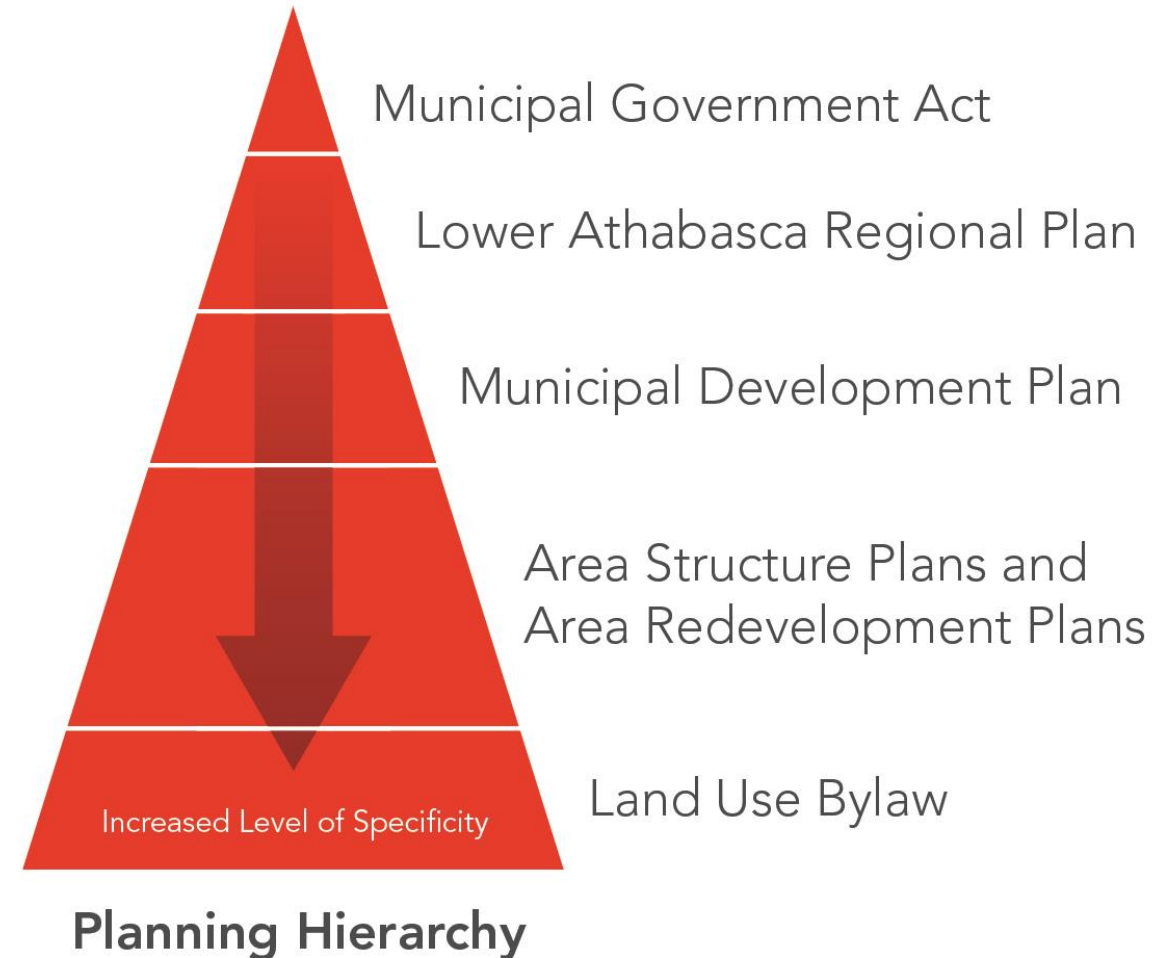 Municipal Government Act
Lower Athabasca Regional Plan
Municipal Development Plan
Area Structure Plans and
Area Redevelopment Plans
Land Use Bylaw
Increased Level of Specificity
Planning Hierarchy